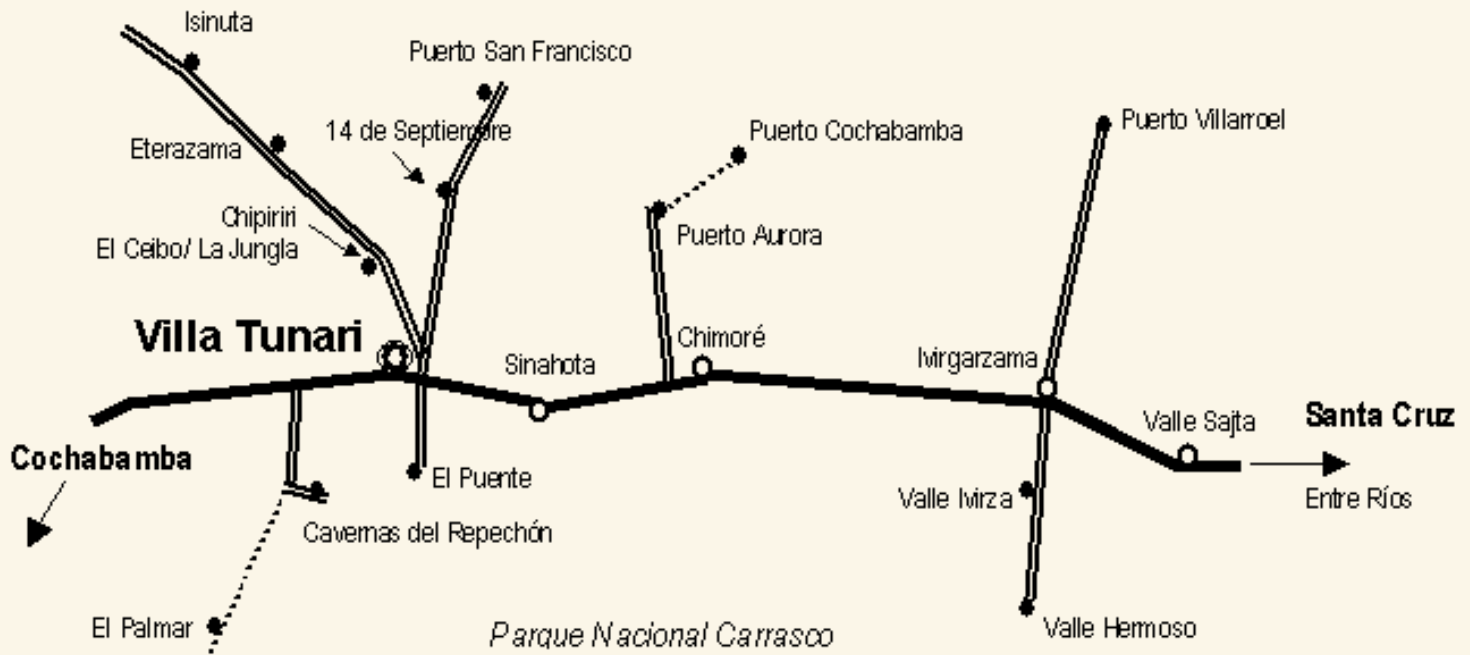 Isinuta
Puerto San Francisco
14 de Septiembre
Puerto Cochabamba
Puerto Villarroel
Eterazama
Chipiriri
El Ceibo/ La Jungla
Puerto Aurora
Villa Tunari
Sinahota
Chimoré
Ivirgarzama
Valle Sajta
Santa Cruz
Cochabamba
El Puente
Valle Ivirza
Entre Ríos
Cavernas del Repechón
El Palmar
Parque Nacional Carrasco
Valle Hermoso